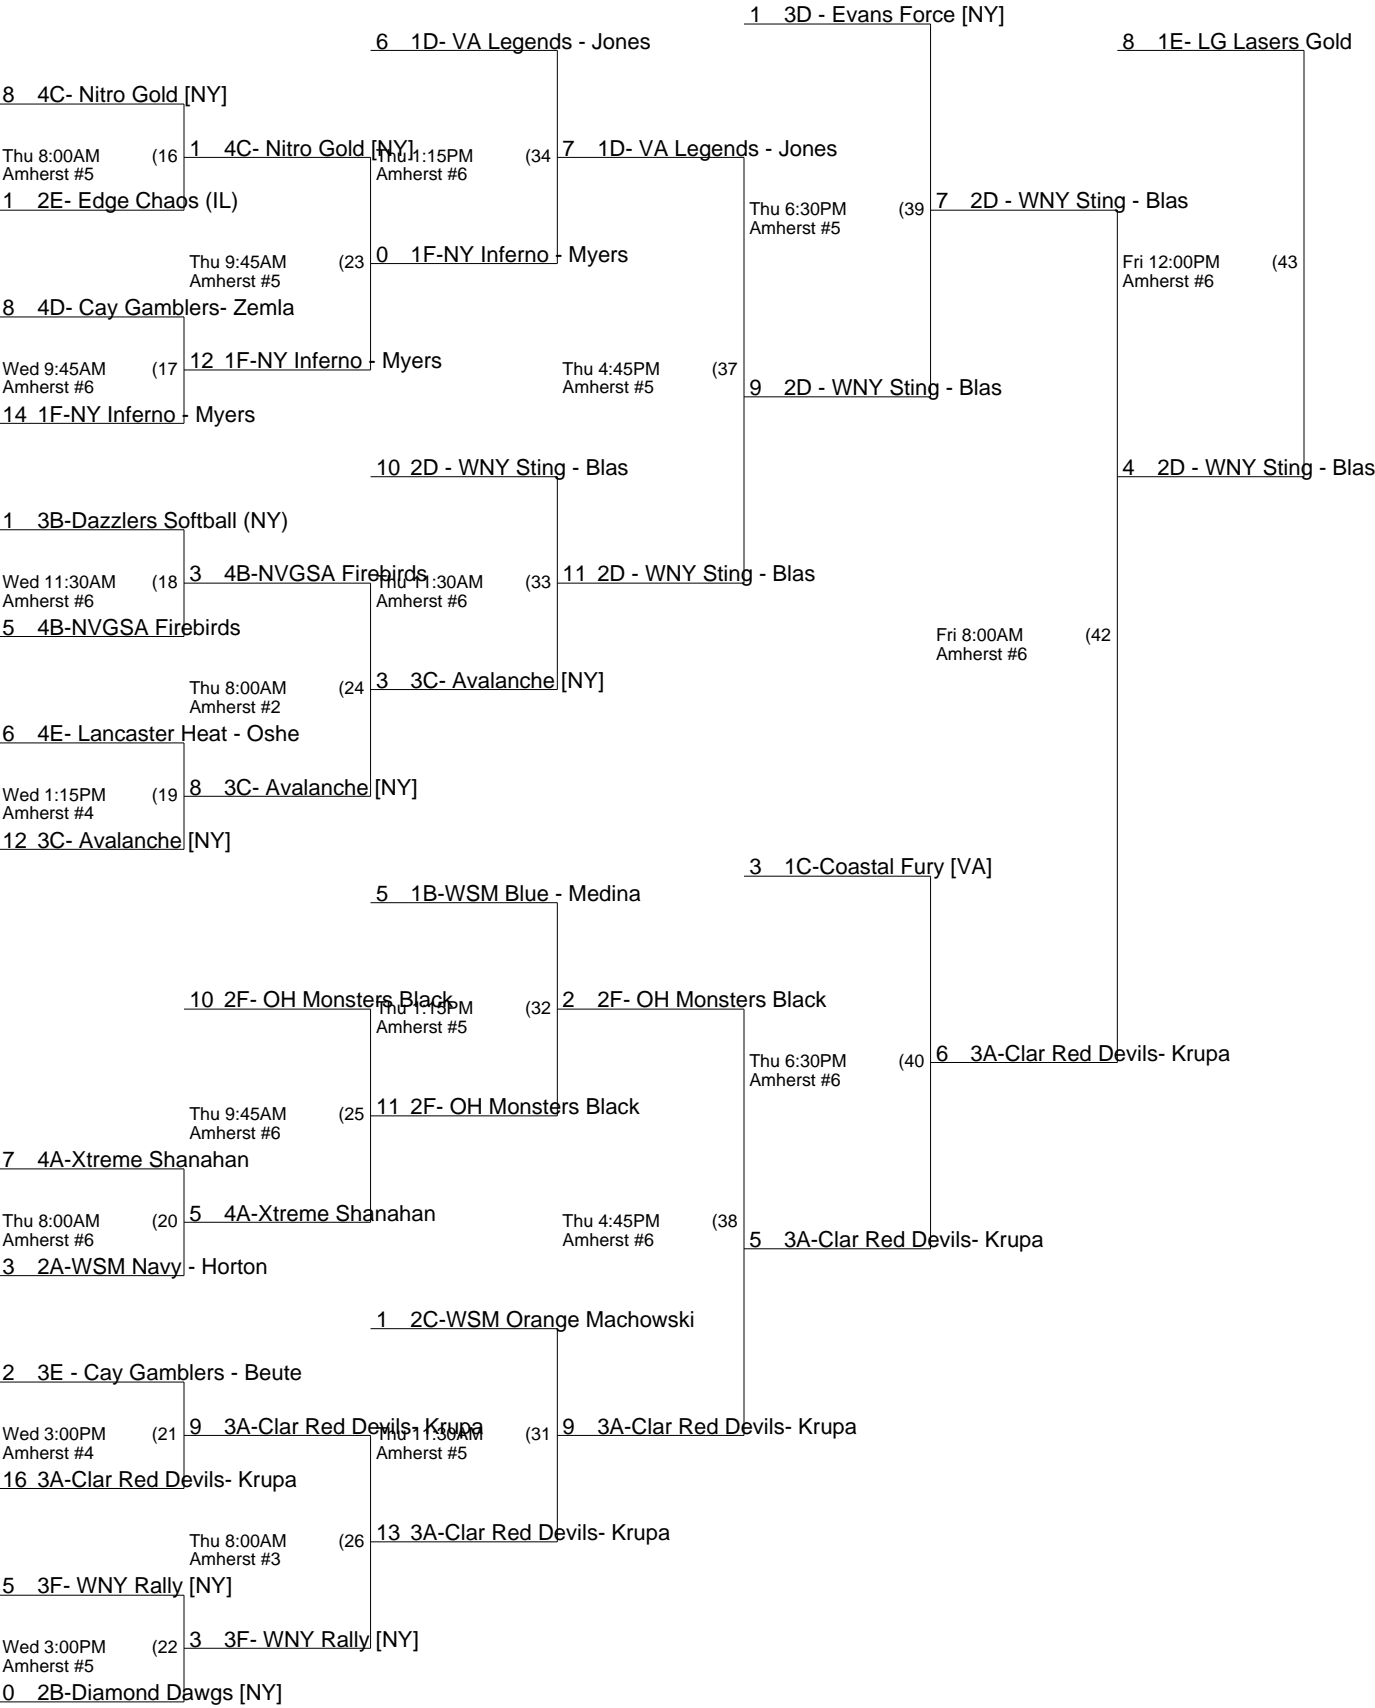 1 3D - Evans Force [NY]
6 1D- VA Legends - Jones
8 1E- LG Lasers Gold
8 4C- Nitro Gold [NY]
Thu 8:00AM (16
Amherst #5
1 4C- Nitro Gold [NY]
Thu 1:15PM (34
Amherst #6
7 1D- VA Legends - Jones
1 2E- Edge Chaos (IL)
Thu 6:30PM (39
Amherst #5
7 2D - WNY Sting - Blas
Thu 9:45AM (23
Amherst #5
0 1F-NY Inferno - Myers
Fri 12:00PM (43
Amherst #6
8 4D- Cay Gamblers- Zemla
Wed 9:45AM (17
Amherst #6
12 1F-NY Inferno - Myers
Thu 4:45PM (37
Amherst #5
9 2D - WNY Sting - Blas
14 1F-NY Inferno - Myers
10 2D - WNY Sting - Blas
4 2D - WNY Sting - Blas
1 3B-Dazzlers Softball (NY)
Wed 11:30AM (18
Amherst #6
3 4B-NVGSA Firebirds
Thu 11:30AM (33
Amherst #6
11 2D - WNY Sting - Blas
5 4B-NVGSA Firebirds
Fri 8:00AM (42
Amherst #6
Thu 8:00AM (24
Amherst #2
3 3C- Avalanche [NY]
6 4E- Lancaster Heat - Oshe
Wed 1:15PM (19
Amherst #4
8 3C- Avalanche [NY]
12 3C- Avalanche [NY]
3 1C-Coastal Fury [VA]
5 1B-WSM Blue - Medina
10 2F- OH Monsters Black
Thu 1:15PM (32
Amherst #5
2 2F- OH Monsters Black
Thu 6:30PM (40
Amherst #6
6 3A-Clar Red Devils- Krupa
Thu 9:45AM (25
Amherst #6
11 2F- OH Monsters Black
7 4A-Xtreme Shanahan
Thu 8:00AM (20
Amherst #6
5 4A-Xtreme Shanahan
Thu 4:45PM (38
Amherst #6
5 3A-Clar Red Devils- Krupa
3 2A-WSM Navy - Horton
1 2C-WSM Orange Machowski
2 3E - Cay Gamblers - Beute
Wed 3:00PM (21
Amherst #4
9 3A-Clar Red Devils- Krupa
Thu 11:30AM (31
Amherst #5
9 3A-Clar Red Devils- Krupa
16 3A-Clar Red Devils- Krupa
Thu 8:00AM (26
Amherst #3
13 3A-Clar Red Devils- Krupa
5 3F- WNY Rally [NY]
Wed 3:00PM (22
Amherst #5
3 3F- WNY Rally [NY]
0 2B-Diamond Dawgs [NY]